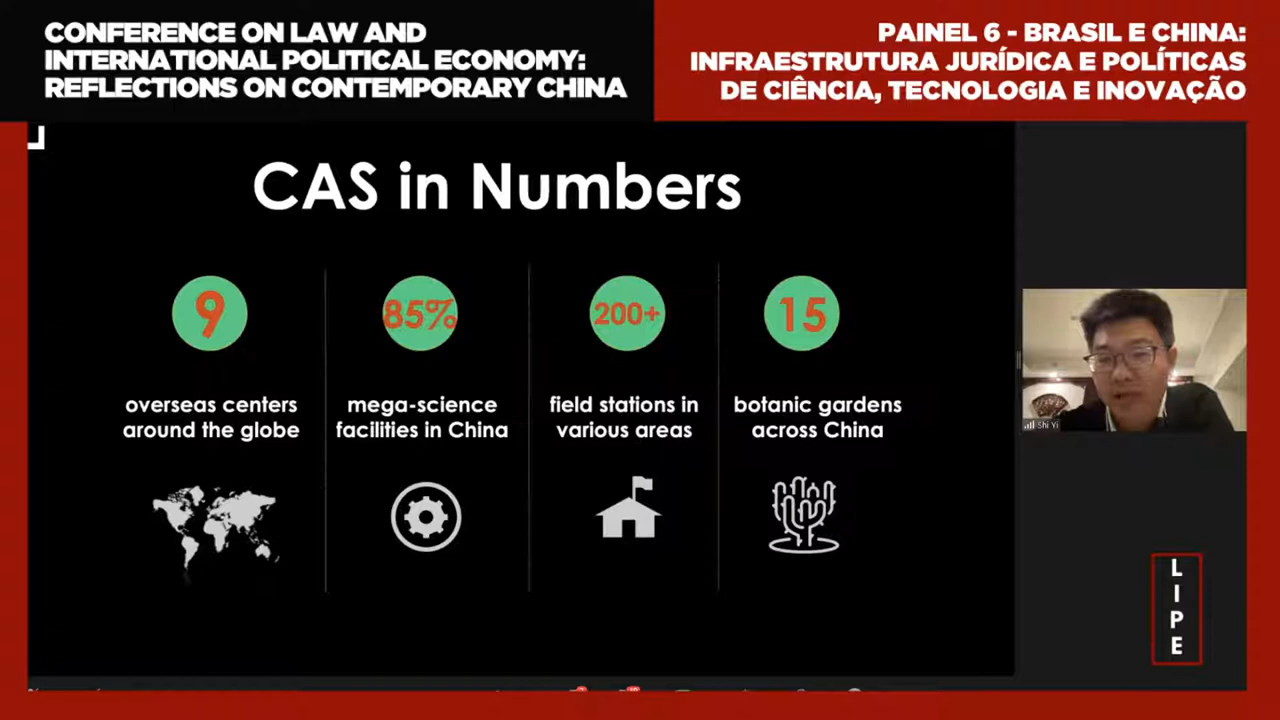 CONFERENCE ON LAW AND
INTERNATIONAL POLITICAL ECONOMY:
REFLECTIONS ON CONTEMPORARY CHINA
PAINEL 6 - BRASIL E CHINA:
INFRAESTRUTURA JURÍDICA E POLÍTICAS
DE CIÊNCIA, TECNOLOGIA E INOVAÇÃO
CAS in Numbers
9
overseas centers
around the globe
85%
mega-science
facilities in China
200+
field stations in
various areas
15
botanic gardens
across China
Shi Yi
L
I
P
E